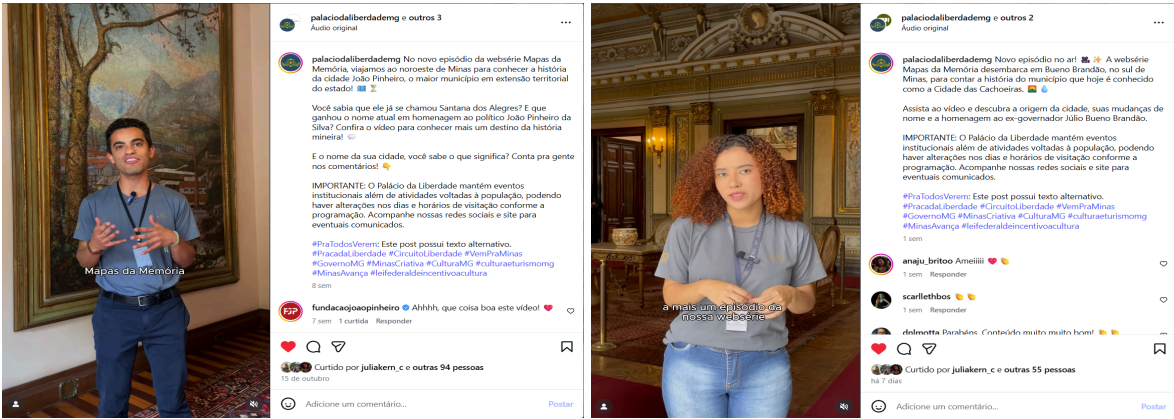 Mapas da Memória
palaciodaliberdademg e outros 3
Áudio original
palaciodaliberdademg No novo episódio da websérie Mapas da
Memória, viajamos ao noroeste de Minas para conhecer a história
da cidade João Pinheiro, o maior município em extensão territorial
do estado! 🗺️ ⏳
Você sabia que ele já se chamou Santana dos Alegres? E que
ganhou o nome atual em homenagem ao político João Pinheiro da
Silva? Confira o vídeo para conhecer mais um destino da história
mineira! 💭
E o nome da sua cidade, você sabe o que significa? Conta pra gente
nos comentários! 👇
IMPORTANTE: O Palácio da Liberdade mantém eventos
institucionais além de atividades voltadas à população, podendo
haver alterações nos dias e horários de visitação conforme a
programação. Acompanhe nossas redes sociais e site para
eventuais comunicados.
#PraTodosVerem: Este post possui texto alternativo.
#PracadaLiberdade #CircuitoLiberdade #VemPraMinas
#GovernoMG #MinasCriativa #CulturaMG #culturaeturismomg
#MinasAvança #leifederaldeincentivoacultura
8 sem
FJP
fundacaojoaopinheiro Ahhhh, que coisa boa este vídeo! ❤️
7 sem 1 curtida Responder
Curtido por juliakern_c e outras 94 pessoas
15 de outubro
Adicione um comentário...
Postar
a mais um episódio da
nossa websérie
palaciodaliberdademg e outros 2
Áudio original
palaciodaliberdademg Novo episódio no ar! 🎥 ✨ A websérie
Mapas da Memória desembarca em Bueno Brandão, no sul de
Minas, para contar a história do município que hoje é conhecido
como a Cidade das Cachoeiras. 🏞️ 💧
Assista ao vídeo e descubra a origem da cidade, suas mudanças de
nome e a homenagem ao ex-governador Júlio Bueno Brandão.
IMPORTANTE: O Palácio da Liberdade mantém eventos
institucionais além de atividades voltadas à população, podendo
haver alterações nos dias e horários de visitação conforme a
programação. Acompanhe nossas redes sociais e site para
eventuais comunicados.
#PraTodosVerem: Este post possui texto alternativo.
#PracadaLiberdade #CircuitoLiberdade #VemPraMinas
#GovernoMG #MinasCriativa #CulturaMG #culturaeturismomg
#MinasAvança #leifederaldeincentivoacultura
1 sem
anaju_britoo Ameiiiii ❤️ 👏
1 sem Responder
scarllethbos 👏 👏
1 sem Responder
dplmotta Parabéns. Conteúdo muito muito bom! 👏 👏
Curtido por juliakern_c e outras 55 pessoas
há 7 dias
Adicione um comentário...
Postar